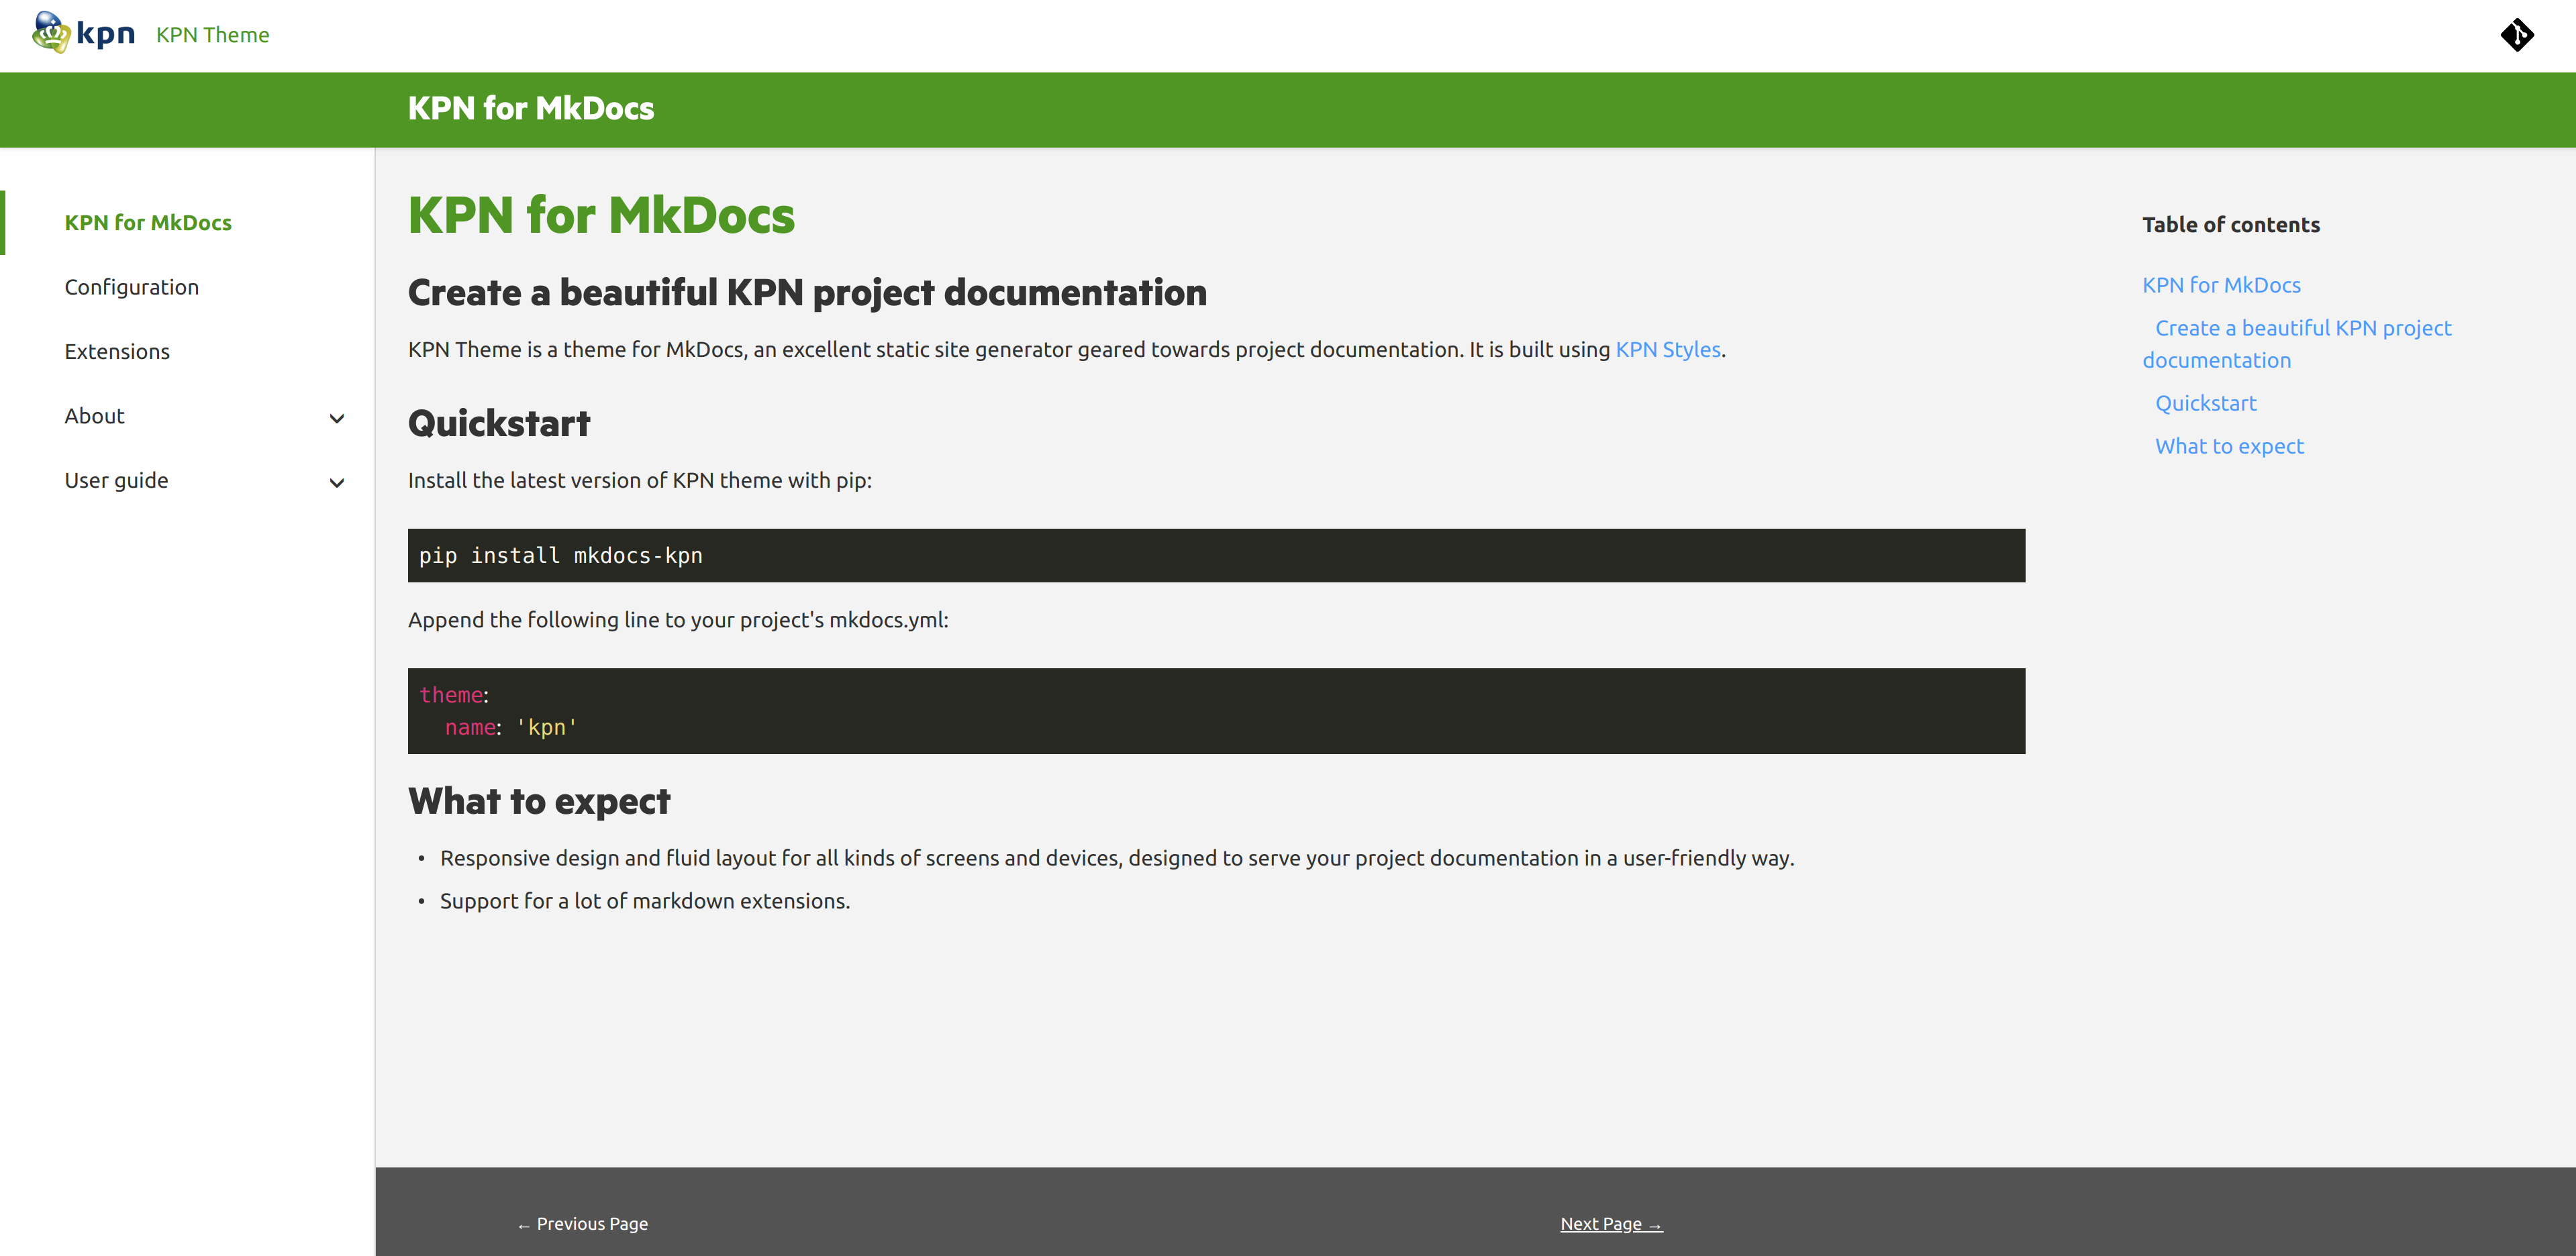 kpn KPN Theme
KPN for MkDocs
KPN for MkDocs
Configuration
Extensions
About
User guide
KPN for MkDocs
Create a beautiful KPN project documentation
KPN Theme is a theme for MkDocs, an excellent static site generator geared towards project documentation. It is built using KPN Styles.
Quickstart
Install the latest version of KPN theme with pip:
pip install mkdocs-kpn
Append the following line to your project's mkdocs.yml:
theme:
  name: 'kpn'
What to expect
• Responsive design and fluid layout for all kinds of screens and devices, designed to serve your project documentation in a user-friendly way.
• Support for a lot of markdown extensions.
Table of contents
KPN for MkDocs
Create a beautiful KPN project
documentation
Quickstart
What to expect
← Previous Page
Next Page →